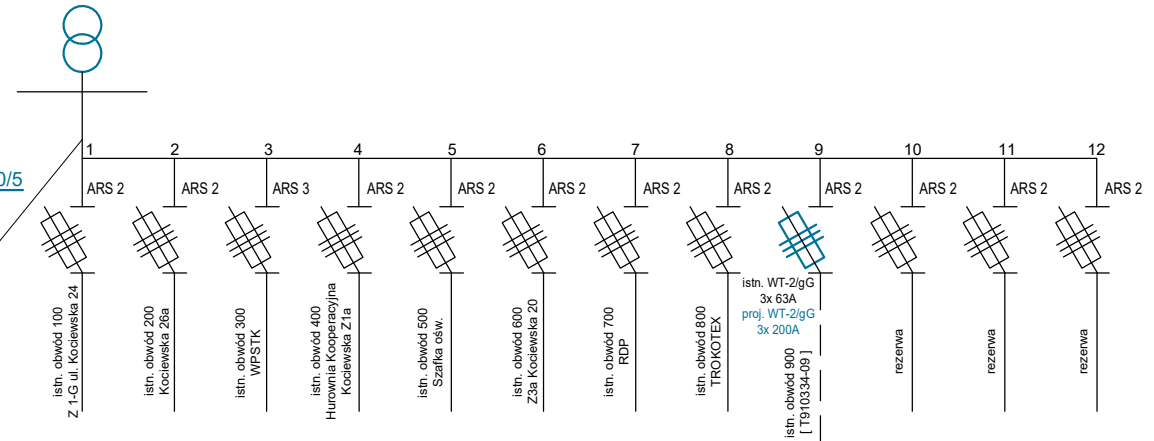 0/5
1
2
3
4
5
6
7
8
9
10
11
12
ARS 2
ARS 2
ARS 3
ARS 2
ARS 2
ARS 2
ARS 2
ARS 2
ARS 2
ARS 2
ARS 2
ARS 2
istn. WT-2/gG
3x 63A
proj. WT-2/gG
3x 200A
istn. obwód 100
Z 1-G ul. Kociewska 24
istn. obwód 200
Kociewska 26a
istn. obwód 300
WPSTK
istn. obwód 400
Hurownia Kooperacyjna
Kociewska Z1a
istn. obwód 500
Szafka ośw.
istn. obwód 600
Z3a Kociewska 20
istn. obwód 700
RDP
istn. obwód 800
TROKOTEX
istn. obwód 900
[ T910334-09 ]
rezerwa
rezerwa
rezerwa